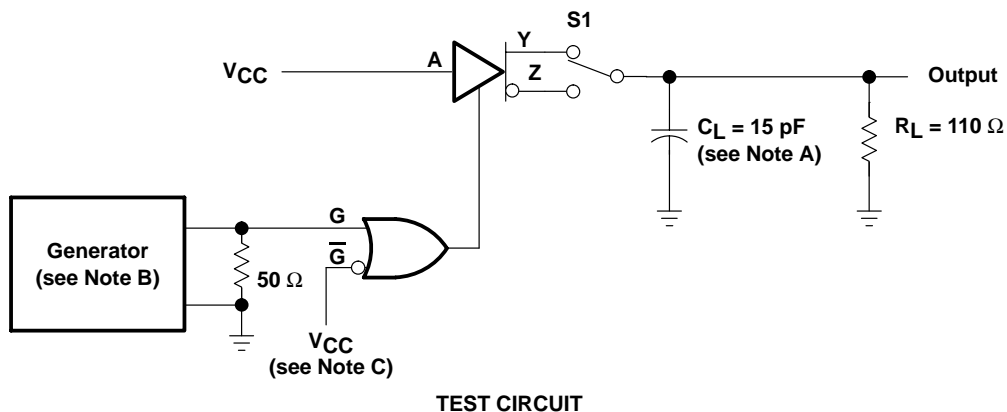 S1
Y
A
Z
VCC
Output
CL = 15 pF
(see Note A)
RL = 110 Ω
G
G̅
Generator
(see Note B)
50 Ω
VCC
(see Note C)
TEST CIRCUIT